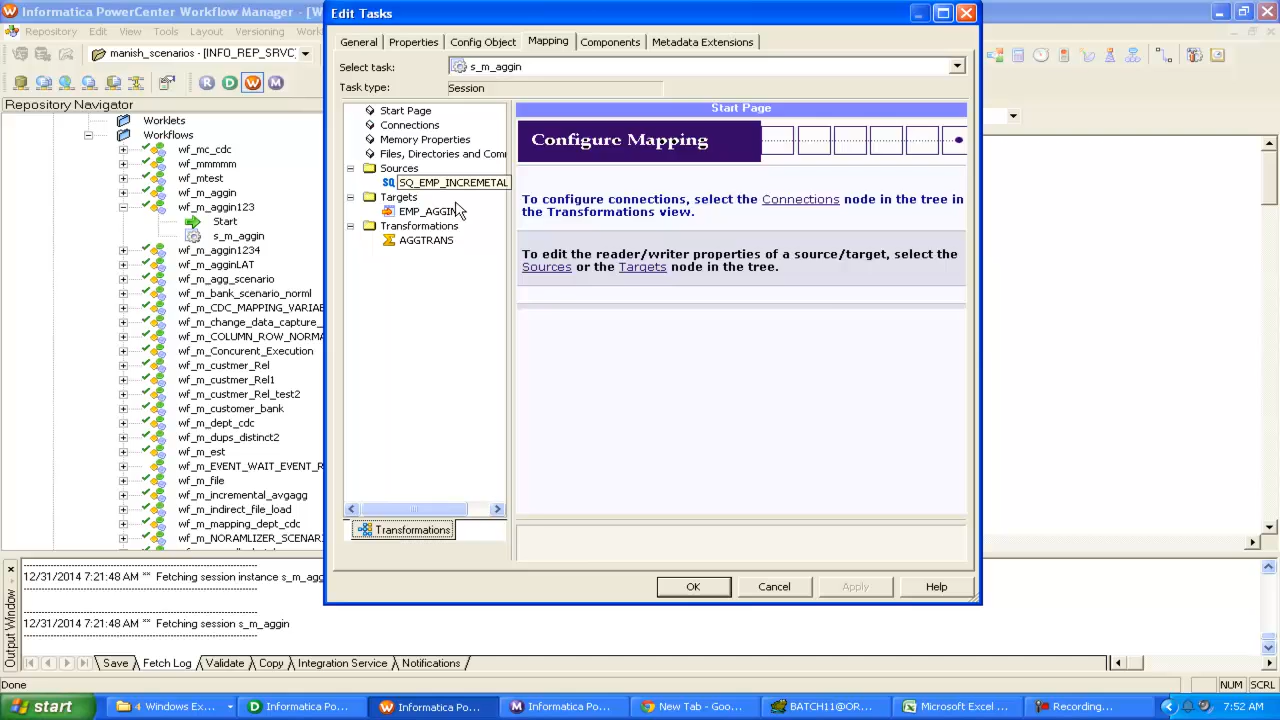 Informatica PowerCenter Workflow Manager - [W
Edit Tasks
Repository Edit View Tools Layout Versioning
manish_scenarios - (INFO_REP_SRVC
R D W M
Repository Navigator
Worklets
Workflows
wf_mc_cdc
wf_mmmmm
wf_mtest
wf_m_aggin
wf_m_aggin123
Start
s_m_aggin
wf_m_aggin1234
wf_m_agginLAT
wf_m_agg_scenario
wf_m_bank_scenario_norml
wf_m_CDC_MAPPING_VARIAB
wf_m_change_data_capture_
wf_m_COLUMN_ROW_NORMA
wf_m_Concurent_Execution
wf_m_custmer_Rel
wf_m_custmer_Rel1
wf_m_custmer_Rel_test2
wf_m_customer_bank
wf_m_dept_cdc
wf_m_dups_distinct2
wf_m_est
wf_m_EVENT_WAIT_EVENT_R
wf_m_file
wf_m_incremental_avgagg
wf_m_indirect_file_load
wf_m_mapping_dept_cdc
wf_m_NORAMLIZER_SCENARI
General Properties Config Object Mapping Components Metadata Extensions
Select task: s_m_aggin
Task type: Session
Start Page
Connections
Memory Properties
Files, Directories and Com
Sources
SQ_EMP_INCREMETAL
Targets
EMP_AGGIN
Transformations
AGGTRANS
Transformations
Start Page
Configure Mapping
To configure connections, select the Connections node in the tree in
the Transformations view.
To edit the reader/writer properties of a source/target, select the
Sources or the Targets node in the tree.
OK Cancel Apply Help
Output Window
12/31/2014 7:21:48 AM ** Fetching session instance s_m_agg
12/31/2014 7:21:48 AM ** Fetching session s_m_aggin
Save Fetch Log Validate Copy Integration Service Notifications
Done NUM SCRL
start 4 Windows Ex... Informatica Po... Informatica Po... Informatica Po... New Tab - Goo... BATCH11@OR... Microsoft Excel ... Recording... 7:52 AM